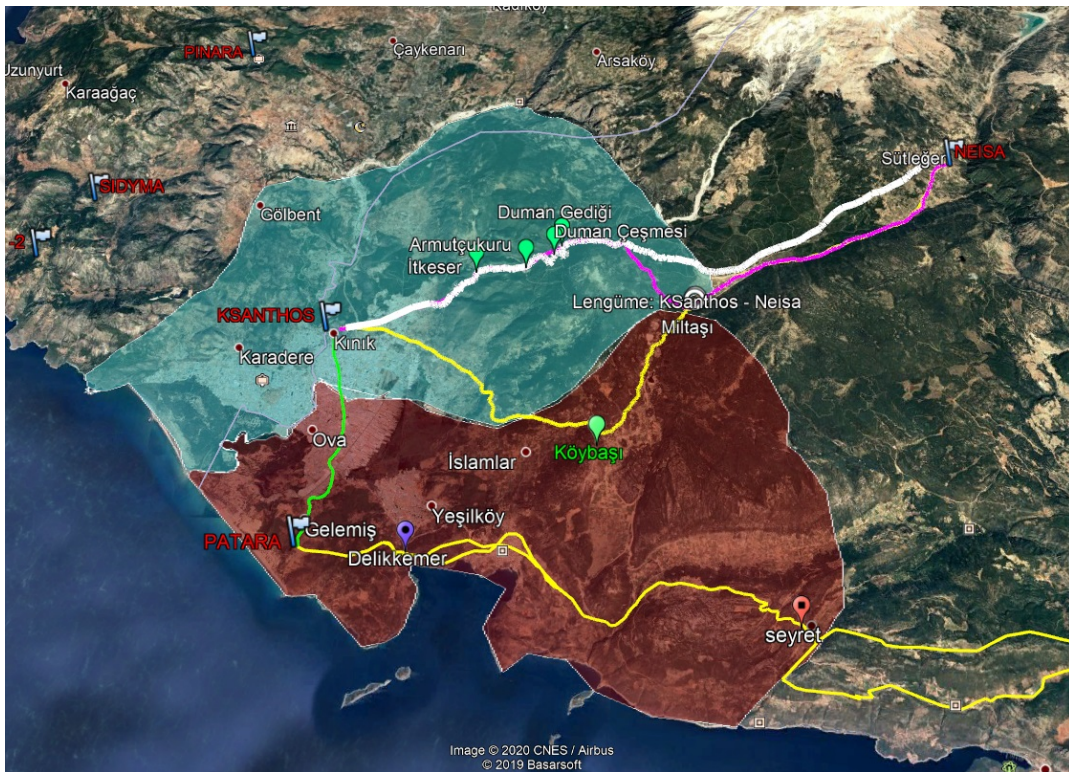 Kadıköy
PINARA
Çaykenarı
Arsaköy
Uzunyurt
Karaağaç
Sütleğen
NEISA
SIDYMA
Gölbent
Duman Gediği
-2
Armutçukuru
Duman Çeşmesi
İtkeser
KSANTHOS
Lengüme: KSanthos - Neisa
Kınık
Miltaşı
Karadere
Ova
Köybaşı
İslamlar
Yeşilköy
PATARA
Gelemiş
Delikkemer
seyret
Image © 2020 CNES / Airbus
© 2019 Basarsoft